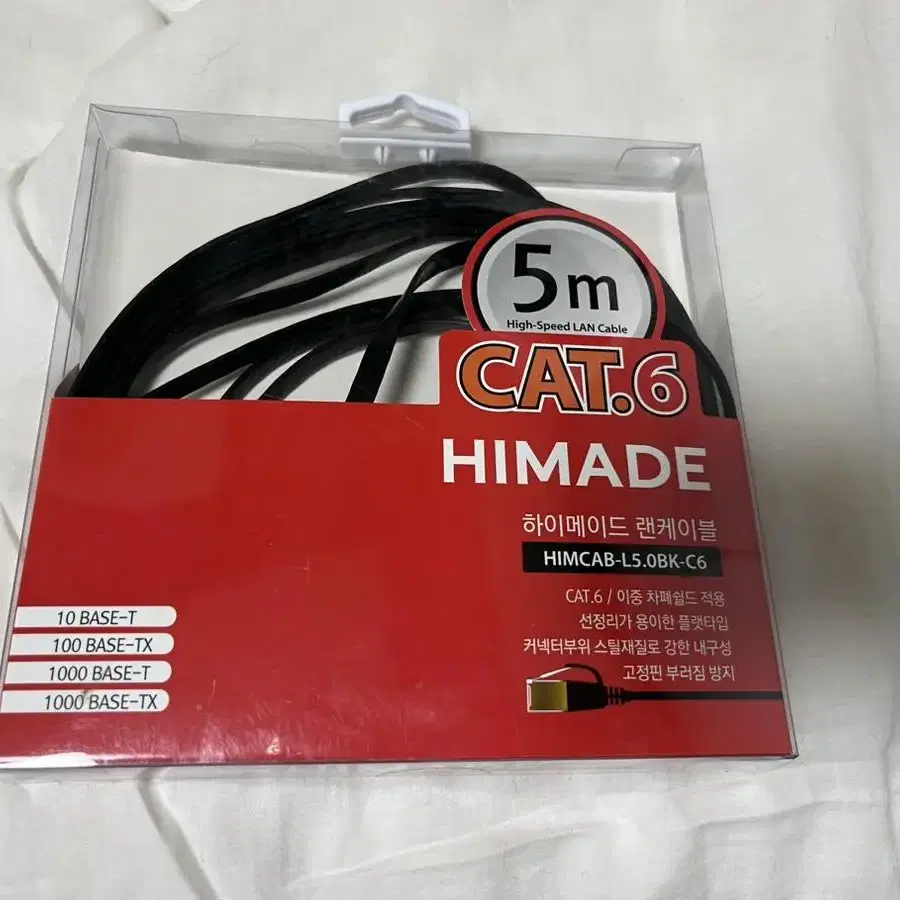 5m
High-Speed LAN Cable
CAT.6
HIMADE
하이메이드 랜케이블
HIMCAB-L5.0BK-C6
CAT.6 / 이중 차폐쉴드 적용
선정리가 용이한 플랫타입
커넥터부위 스틸재질로 강한 내구성
고정핀 부러짐 방지
10 BASE-T
100 BASE-TX
1000 BASE-T
1000 BASE-TX